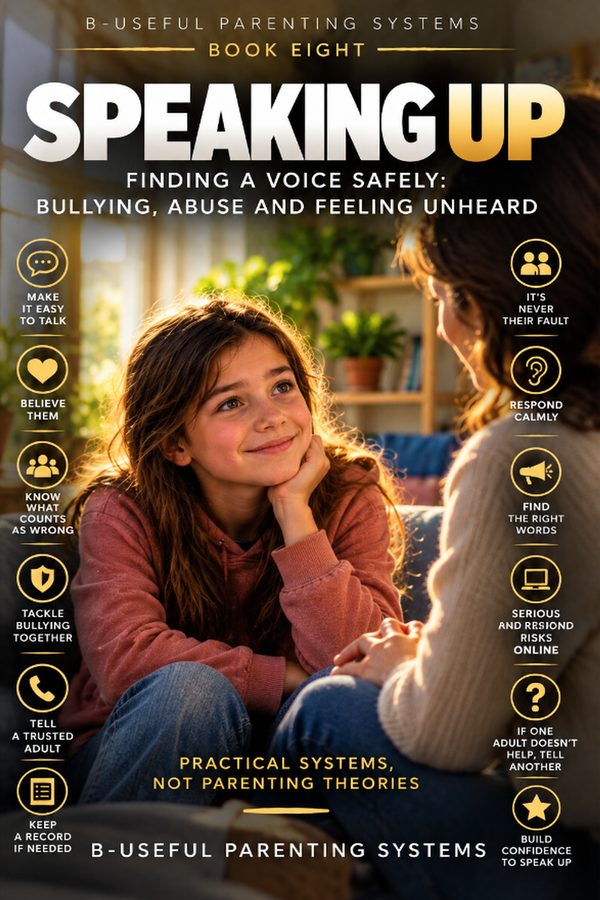 B-USEFUL PARENTING SYSTEMS
BOOK EIGHT
SPEAKING UP
FINDING A VOICE SAFELY:
BULLYING, ABUSE AND FEELING UNHEARD
MAKE
IT EASY
TO TALK
BELIEVE
THEM
KNOW
WHAT
COUNTS
AS WRONG
TACKLE
BULLYING
TOGETHER
TELL
A TRUSTED
ADULT
KEEP
A RECORD
IF NEEDED
IT'S
NEVER
THEIR FAULT
RESPOND
CALMLY
FIND
THE RIGHT
WORDS
SERIOUS
AND RESIOND
RISKS
ONLINE
IF ONE
ADULT DOESN'T
HELP, TELL
ANOTHER
BUILD
CONFIDENCE
TO SPEAK UP
PRACTICAL SYSTEMS,
NOT PARENTING THEORIES
B-USEFUL PARENTING SYSTEMS